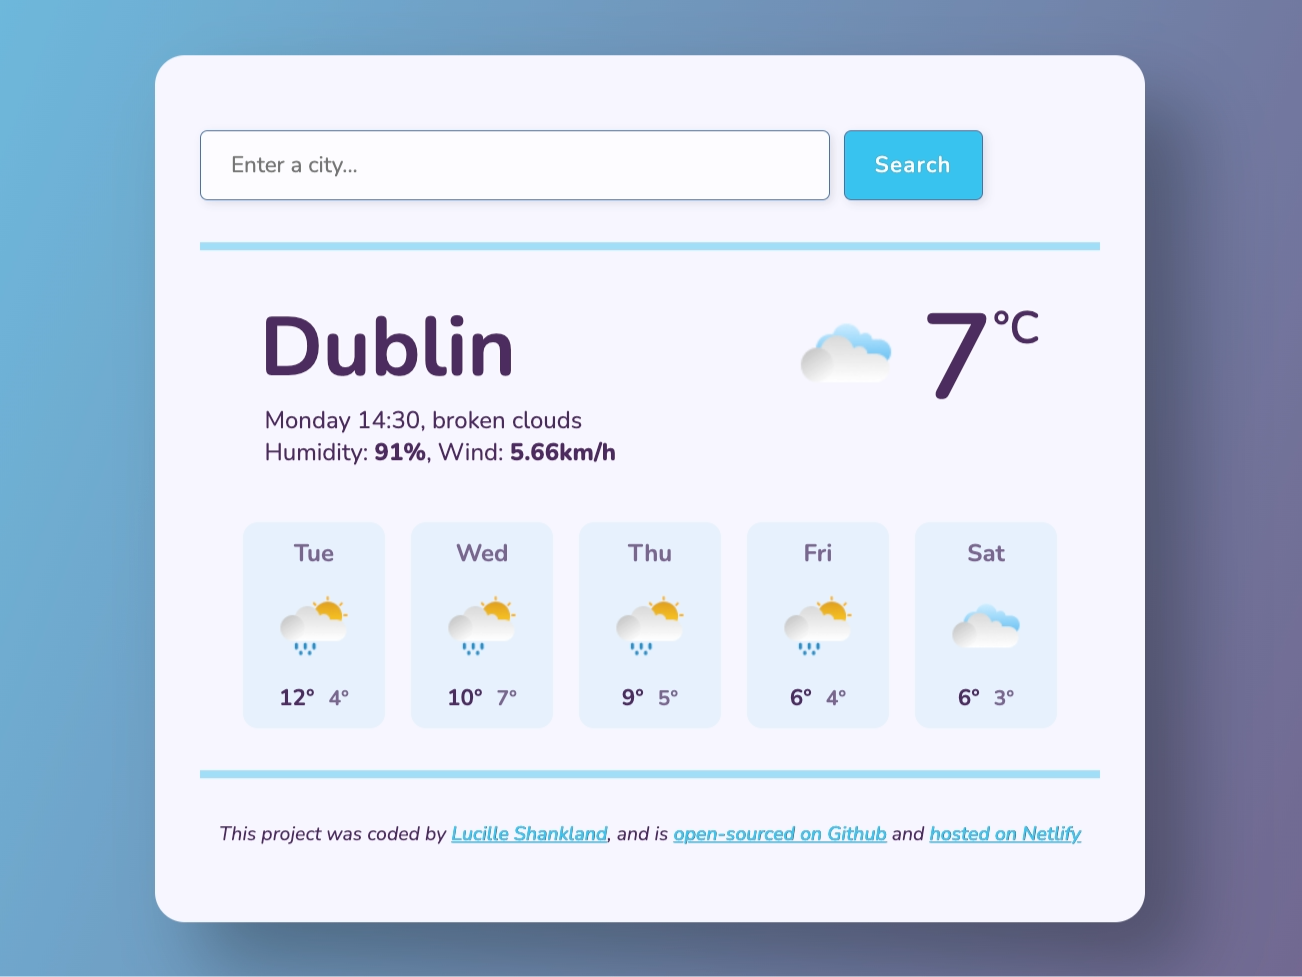 Enter a city...
Search
Dublin
7°C
Monday 14:30, broken clouds
Humidity: 91%, Wind: 5.66km/h
Tue Wed Thu Fri Sat
12° 4° 10° 7° 9° 5° 6° 4° 6° 3°
This project was coded by Lucille Shankland, and is open-sourced on Github and hosted on Netlify